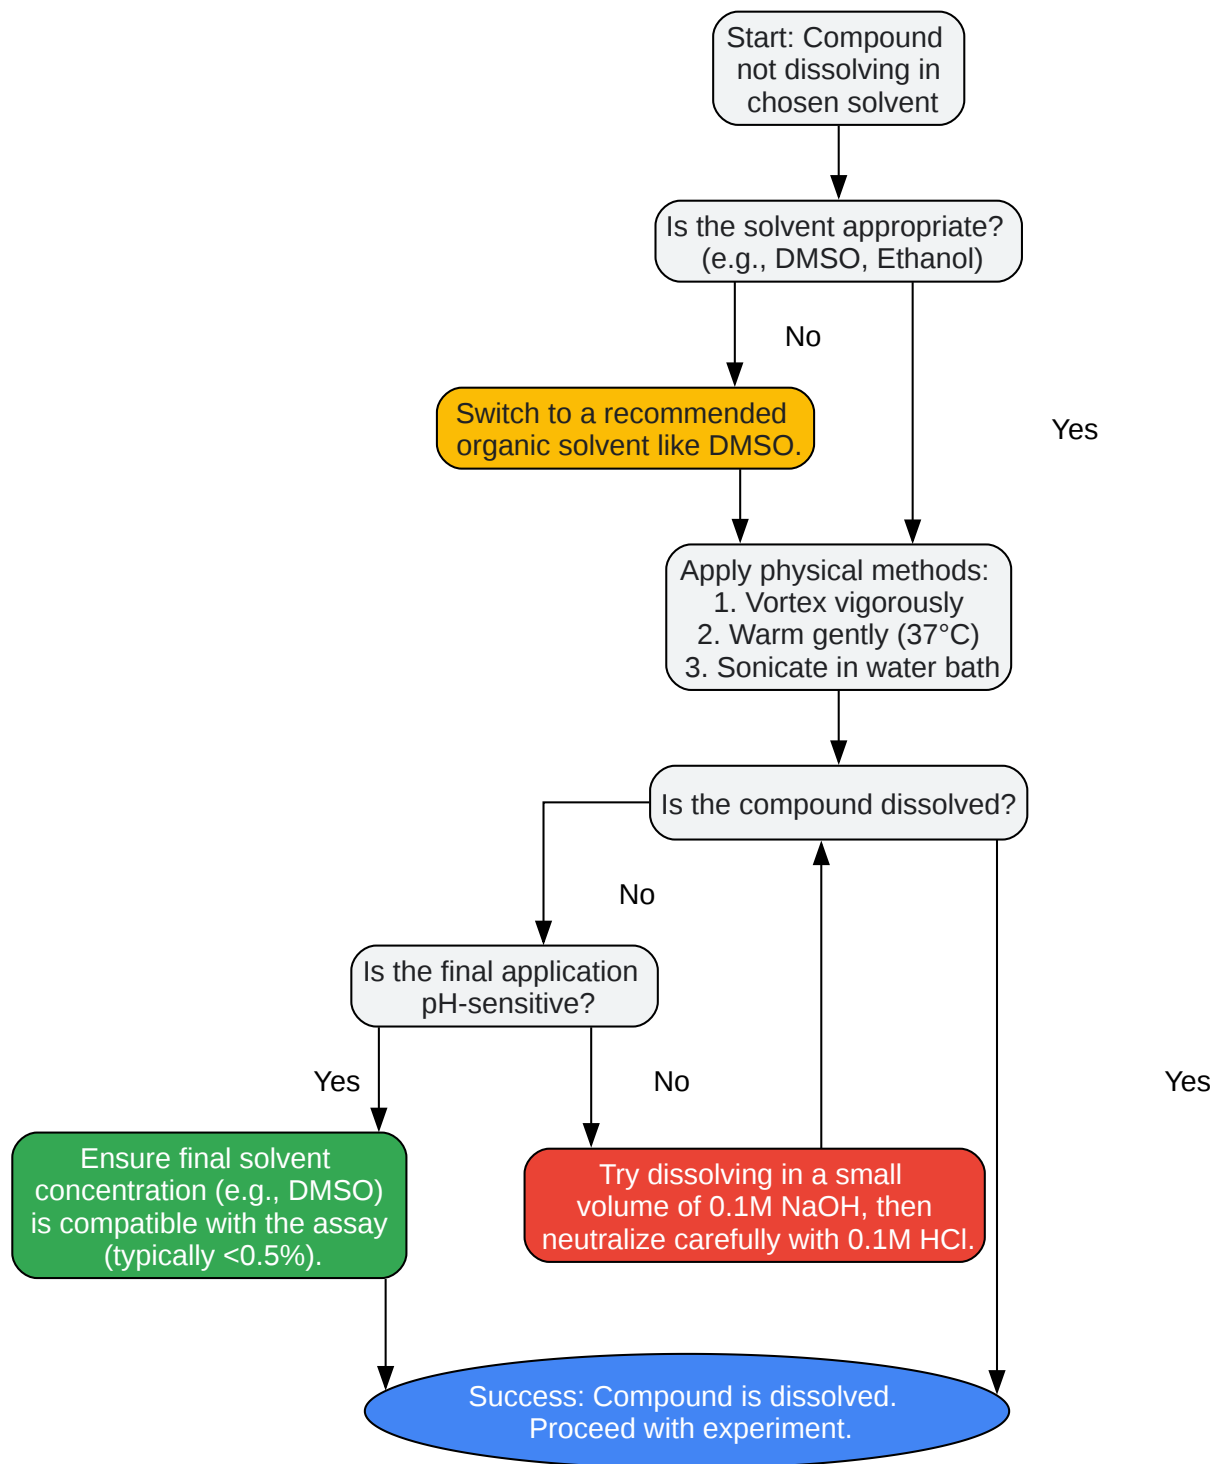 Start: Compound
not dissolving in
chosen solvent
Is the solvent appropriate?
(e.g., DMSO, Ethanol)
No
Switch to a recommended
organic solvent like DMSO.
Yes
Apply physical methods:
1. Vortex vigorously
2. Warm gently (37°C)
3. Sonicate in water bath
Is the compound dissolved?
No
Is the final application
pH-sensitive?
Yes
No
Yes
Ensure final solvent
concentration (e.g., DMSO)
is compatible with the assay
(typically <0.5%).
Try dissolving in a small
volume of 0.1M NaOH, then
neutralize carefully with 0.1M HCl.
Success: Compound is dissolved.
Proceed with experiment.